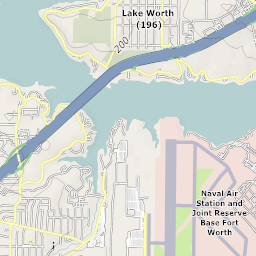 Lake Worth
(196)
200
Naval Air
Station and
Joint Reserve
Base Fort
Worth